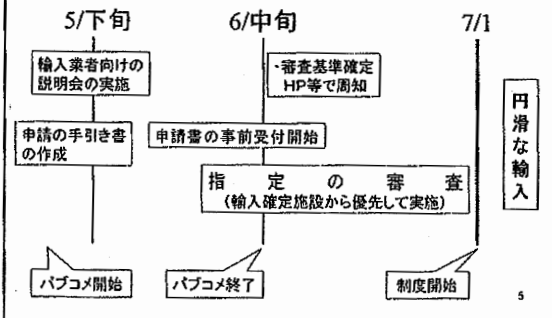 5/下旬
6/中旬
7/1
輸入業者向けの
説明会の実施
・審査基準確定
HP等で周知
申請の手引き書
の作成
申請書の事前受付開始
指定の審査
(輸入確定施設から優先して実施)
円滑な輸入
パブコメ開始
パブコメ終了
制度開始
5